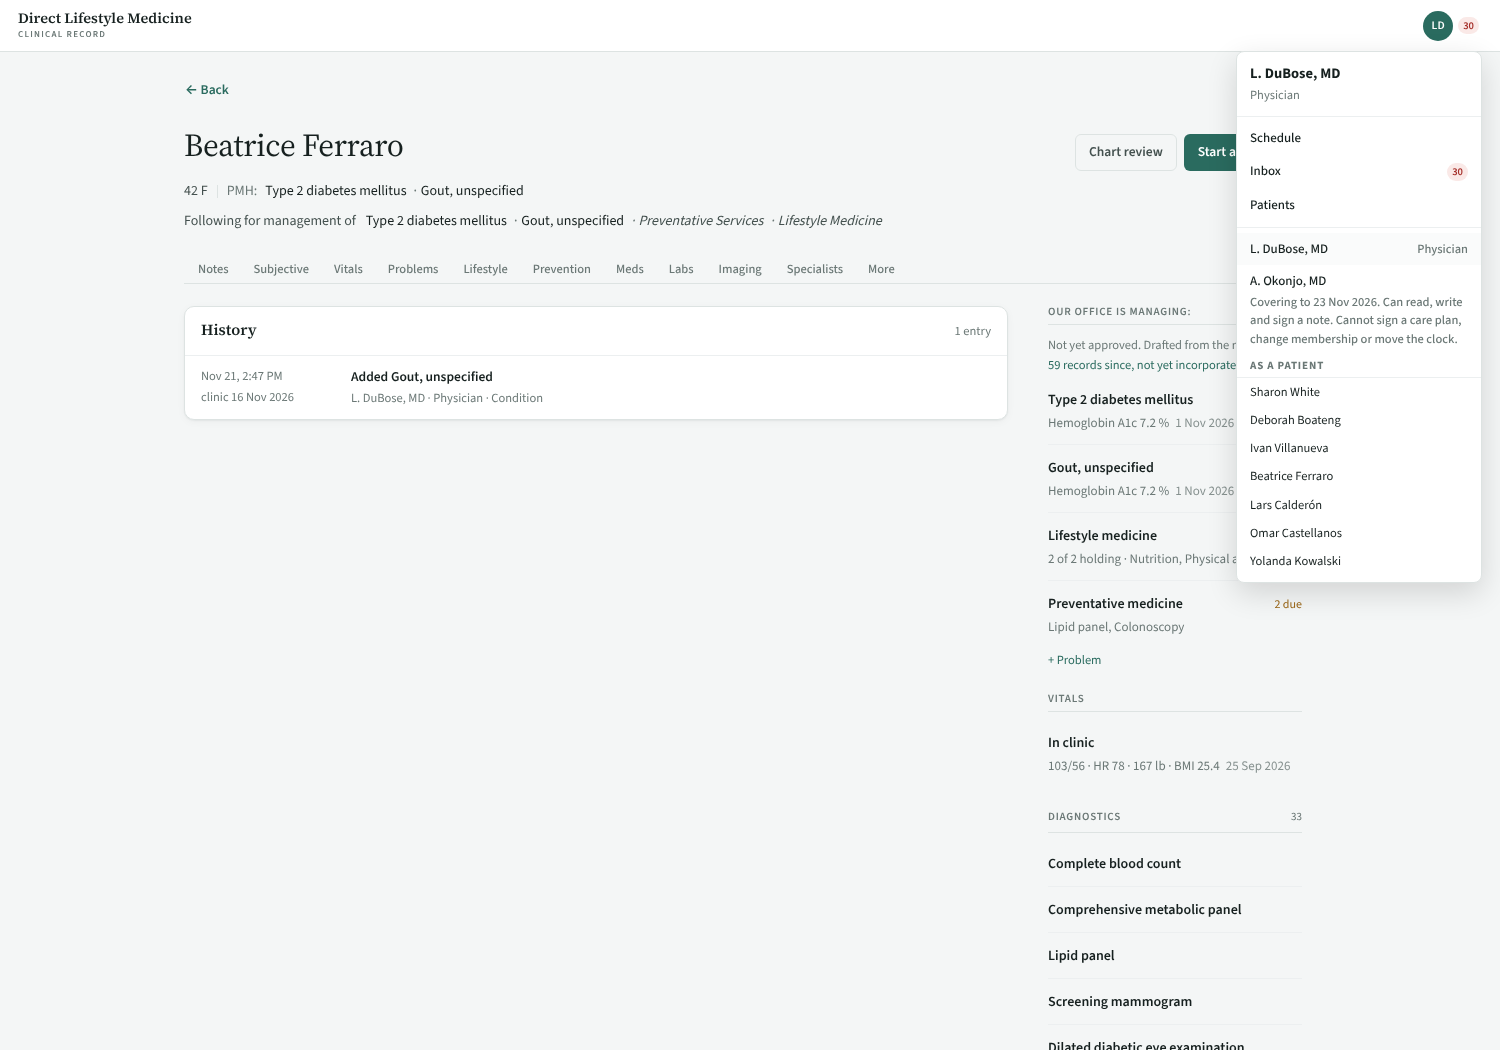 Direct Lifestyle Medicine
CLINICAL RECORD
LD
30
← Back
Beatrice Ferraro
Chart review
Start a
42 F
PMH: Type 2 diabetes mellitus · Gout, unspecified
Following for management of Type 2 diabetes mellitus · Gout, unspecified · Preventative Services · Lifestyle Medicine
Notes
Subjective
Vitals
Problems
Lifestyle
Prevention
Meds
Labs
Imaging
Specialists
More
History
1 entry
Nov 21, 2:47 PM
clinic 16 Nov 2026
Added Gout, unspecified
L. DuBose, MD · Physician · Condition
OUR OFFICE IS MANAGING:
Not yet approved. Drafted from the
59 records since, not yet incorporate
Type 2 diabetes mellitus
Hemoglobin A1c 7.2 % 1 Nov 2026
Gout, unspecified
Hemoglobin A1c 7.2 % 1 Nov 2026
Lifestyle medicine
2 of 2 holding · Nutrition, Physical
Preventative medicine
2 due
Lipid panel, Colonoscopy
+ Problem
VITALS
In clinic
103/56 · HR 78 · 167 lb · BMI 25.4 25 Sep 2026
DIAGNOSTICS
33
Complete blood count
Comprehensive metabolic panel
Lipid panel
Screening mammogram
Dilated diabetic eye examination
L. DuBose, MD
Physician
Schedule
Inbox
30
Patients
L. DuBose, MD
Physician
A. Okonjo, MD
Covering to 23 Nov 2026. Can read, write
and sign a note. Cannot sign a care plan,
change membership or move the clock.
AS A PATIENT
Sharon White
Deborah Boateng
Ivan Villanueva
Beatrice Ferraro
Lars Calderón
Omar Castellanos
Yolanda Kowalski